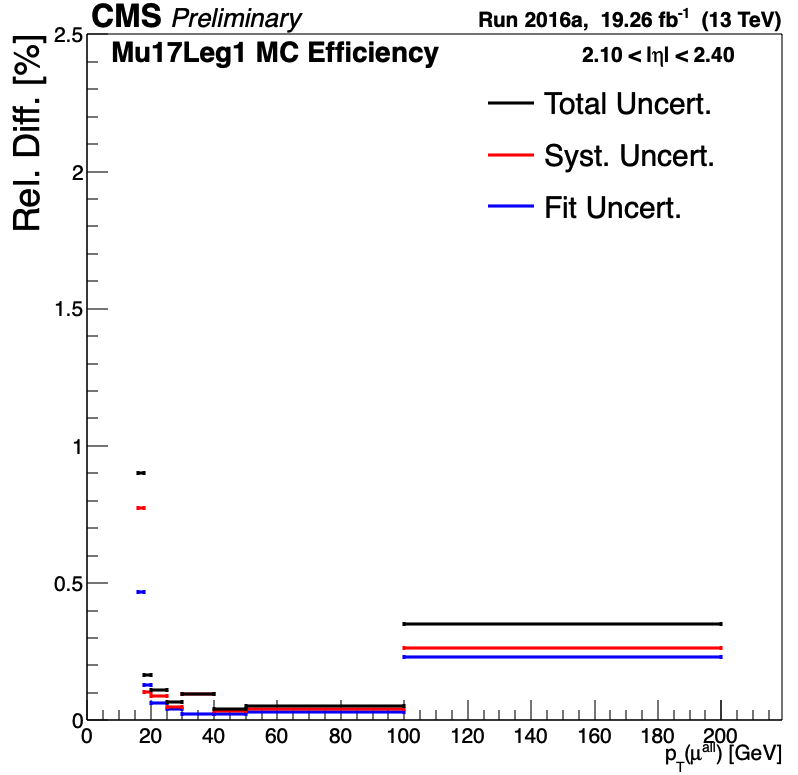 CMS Preliminary
Run 2016a, 19.26 fb⁻¹ (13 TeV)
Mu17Leg1 MC Efficiency
2.10 < |η| < 2.40
Total Uncert.
Syst. Uncert.
Fit Uncert.
Rel. Diff. [%]
2.5
2
1.5
1
0.5
0
0 20 40 60 80 100 120 140 160 180 200
p_T(μ^all) [GeV]